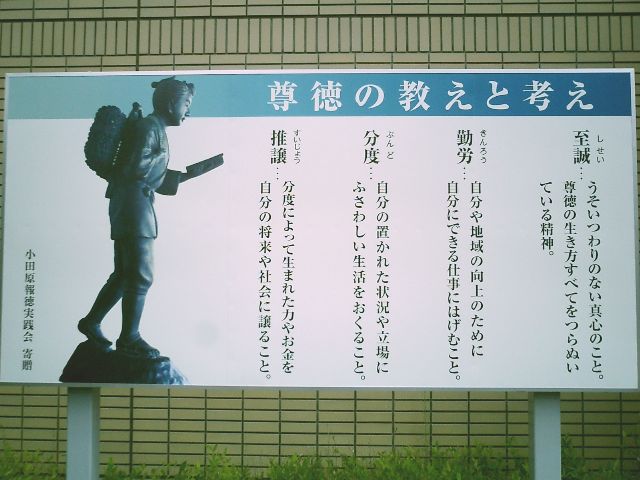 尊徳の教えと考え
至誠…
しせい
うそいつわりのない真心のこと。
尊徳の生き方すべてをつらぬい
ている精神。
勤労…
きんろう
自分や地域の向上のために
自分にできる仕事にはげむこと。
分度…
ぶんど
自分の置かれた状況や立場に
ふさわしい生活をおくること。
推譲…
すいじょう
分度によって生まれた力やお金を
自分の将来や社会に譲ること。
小田原報徳実践会 寄贈